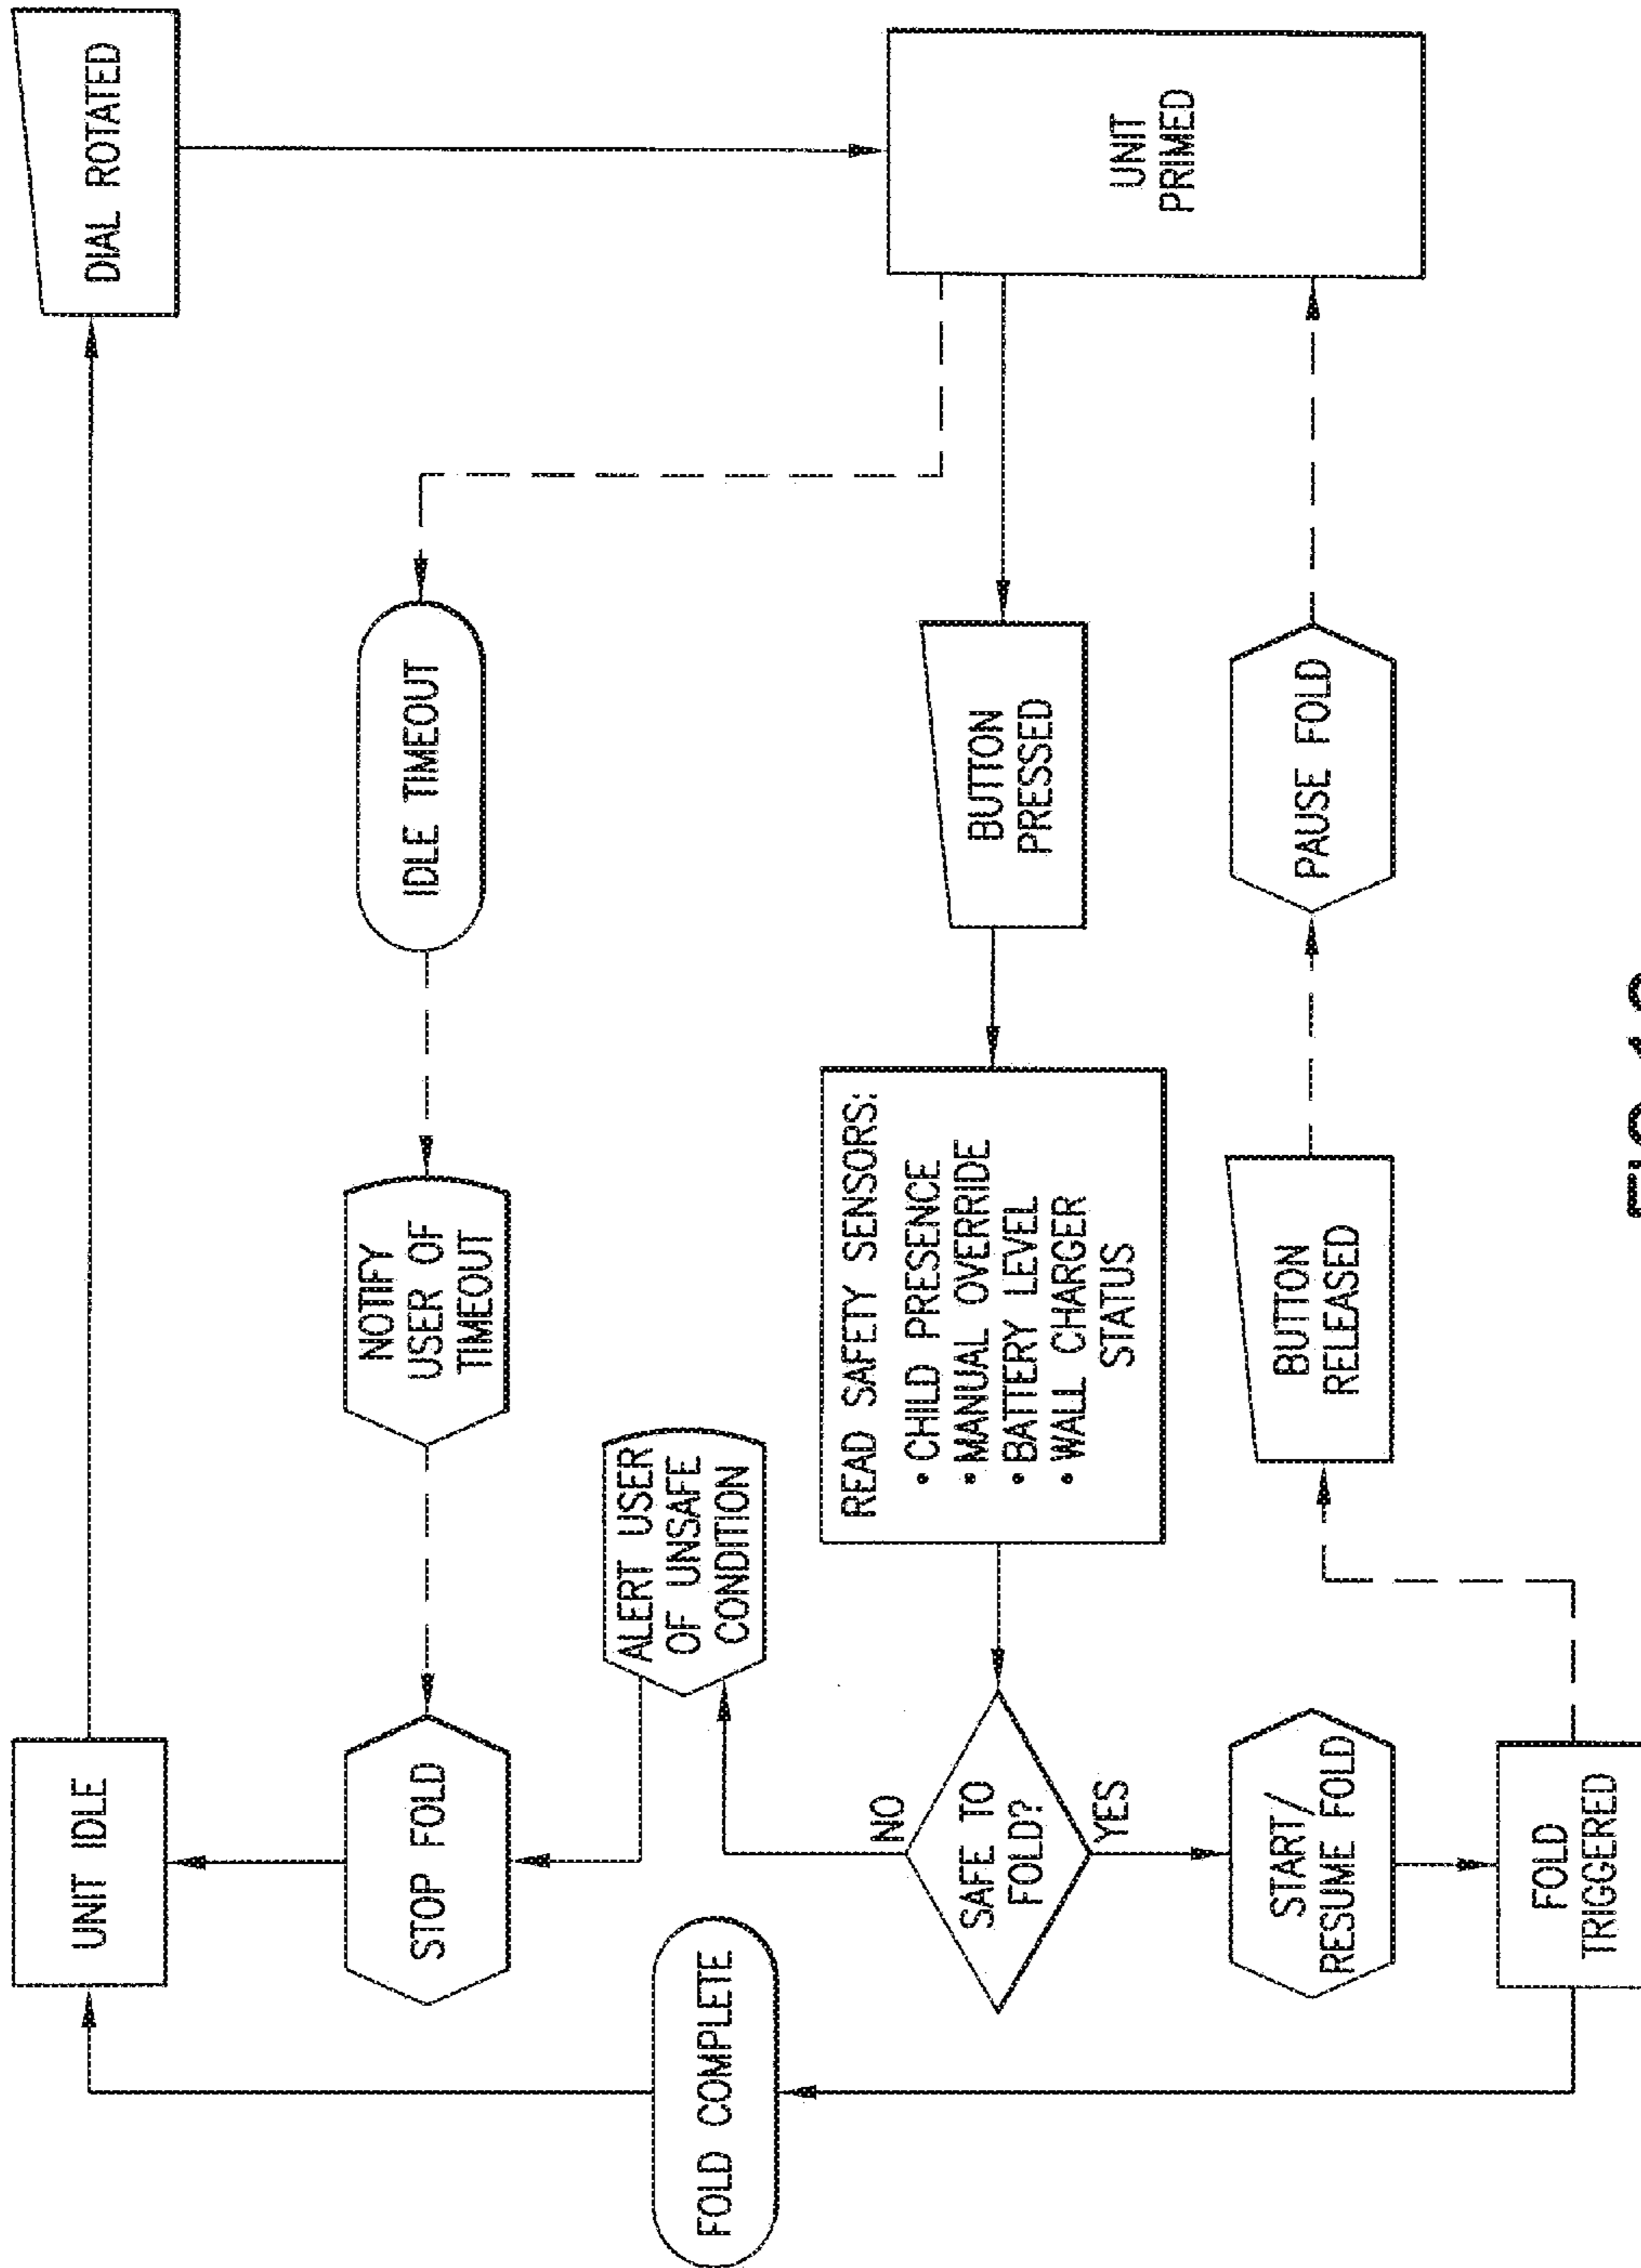 UNIT IDLE
DIAL ROTATED
STOP FOLD
NOTIFY
USER OF
TIMEOUT
IDLE TIMEOUT
FOLD COMPLETE
ALERT USER
OF UNSAFE
CONDITION
NO
SAFE TO
FOLD?
YES
READ SAFETY SENSORS:
• CHILD PRESENCE
• MANUAL OVERRIDE
• BATTERY LEVEL
• WALL CHARGER
STATUS
BUTTON
PRESSED
UNIT
PRIMED
START/
RESUME FOLD
FOLD
TRIGGERED
BUTTON
RELEASED
PAUSE FOLD